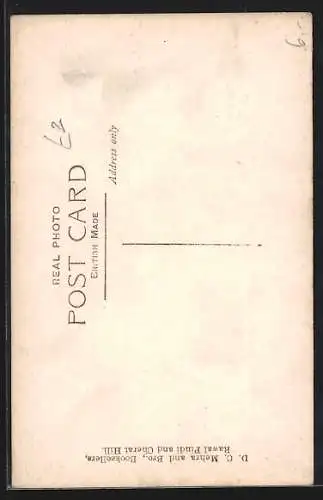 REAL PHOTO
POST CARD
BRITISH MADE
Address only
D. C. Mehra and Bro., Booksellers,
Rawal Pindi and Cherat Hill.